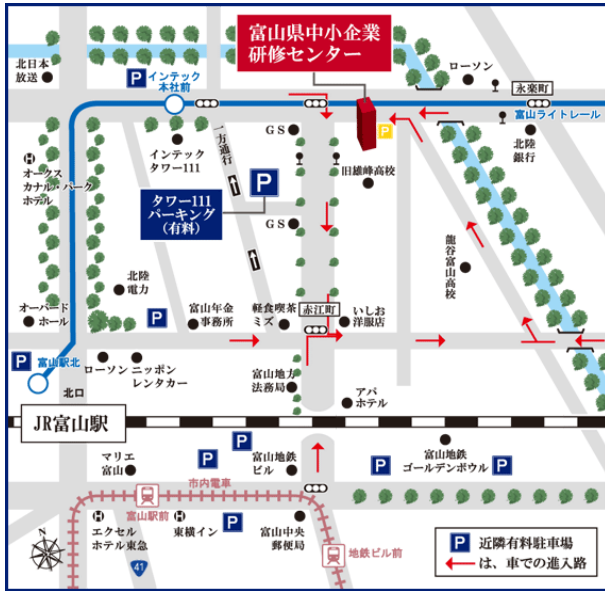 富山県中小企業
研修センター
北日本
放送
P
インテック
本社前
ローソン
永楽町
富山ライトレール
GS
P
北陸
銀行
インテック
タワー111
一方通行
旧雄峰高校
H
オークス
カナル・パーク
ホテル
P
タワー111
パーキング
(有料)
GS
龍谷富山高校
北陸
電力
オーバード
ホール
P
富山年金
事務所
軽食喫茶
ミズ
赤江町
いしお
洋服店
P
富山駅北
ローソン
ニッポン
レンタカー
北口
富山地方
法務局
アパ
ホテル
JR富山駅
マリエ
富山
P
P
富山地鉄
ビル
P
富山地鉄
ゴールデンボウル
P
市内電車
富山駅前
H
エクセル
ホテル東急
H
東横イン
P
富山中央
郵便局
地鉄ビル前
41
P
近隣有料駐車場
は、車での進入路